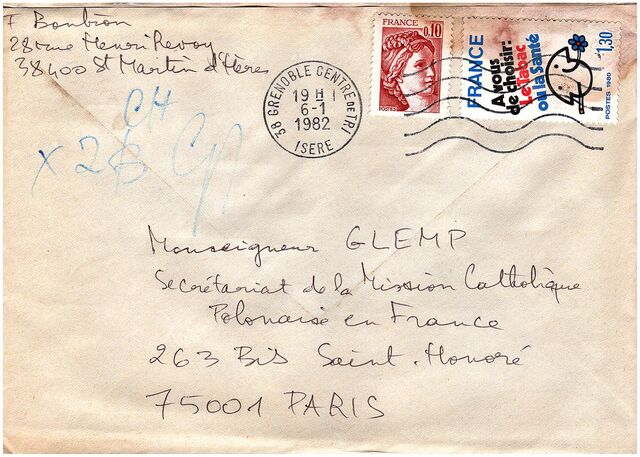 F Boubion
28 rue Henri Revoy
38400 St Martin d'Hères
CH
x 2
38 GRENOBLE CENTRE DE TRI
19 H
6-1
1982
ISERE
FRANCE
0,10
POSTES
FRANCE
A vous
de choisir:
Le Tabac
ou la Santé
1,30
POSTES 1980
Monseigneur GLEMP
Secrétariat de la Mission Catholique
Polonaise en France
263 Bis Saint.Honoré
75001 PARIS